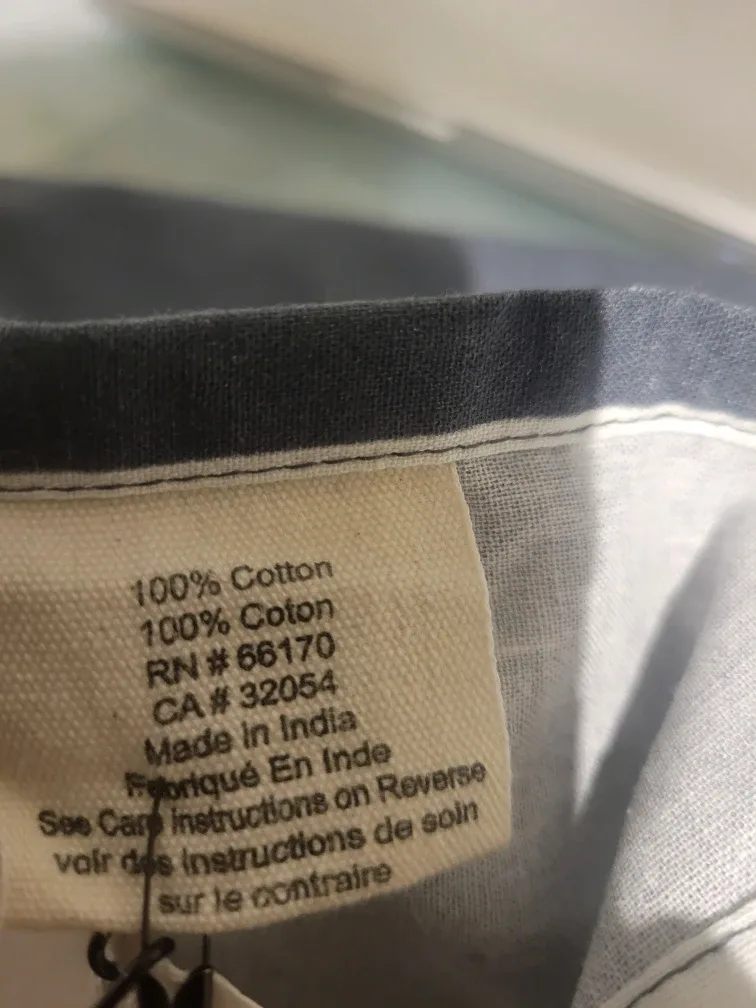 100% Cotton
100% Coton
RN # 66170
CA # 32054
Made in India
Fabriqué En Inde
See Care instructions on Reverse
voir des instructions de soin
sur le contraire